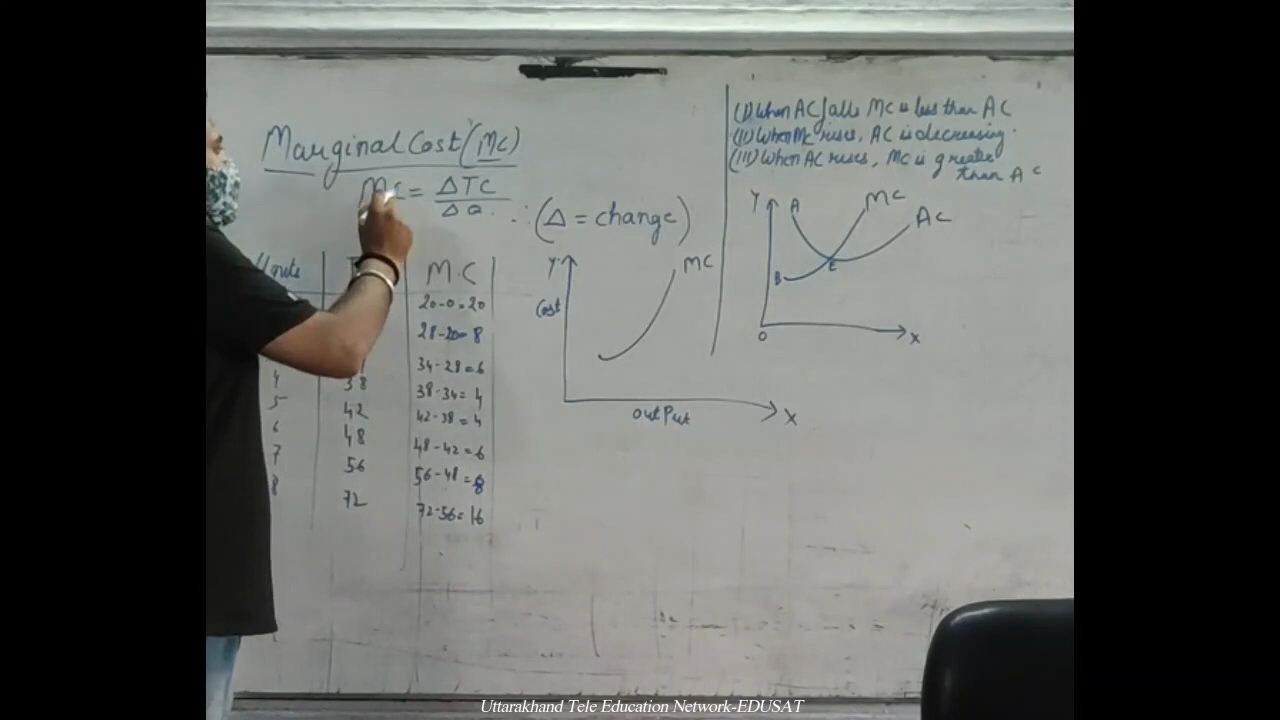 Marginal Cost (MC)
MC = ΔTC
ΔQ
∴ (Δ = change)
Units M.C
20-0=20
28-20=8
34-28=6
4 38 38-34=4
5 42 42-38=4
6 48 48-42=6
7 56 56-48=8
8 72 72-56=16
Y MC
Cost
output X
(I) When AC falls MC is less than AC
(II) When MC rises, AC is decreasing.
(III) When AC rises, MC is greate
than AC
Y A MC AC
B E
O X
Uttarakhand Tele Education Network-EDUSAT